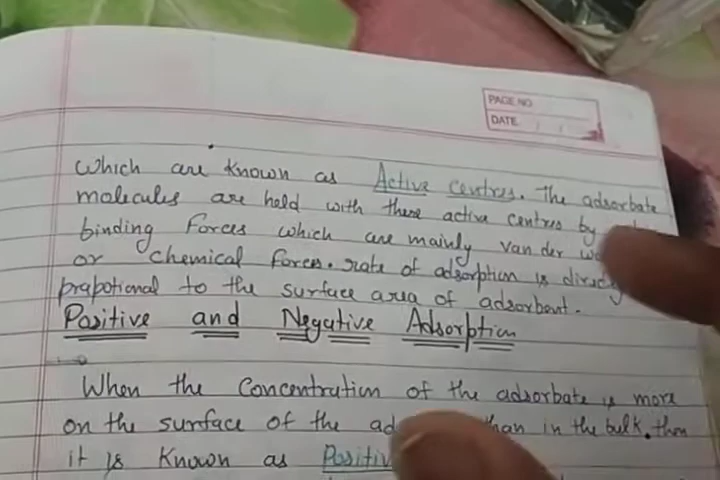 PAGE NO
DATE
which are known as Active centres. The adsorbate
molecules are held with these active centres by
binding forces which are mainly van der
or chemical forces. rate of adsorption is
prapotional to the surface area of adsorbent.
Positive and Negative Adsorption
When the concentration of the adsorbate is more
on the surface of the than in the bulk, then
it is known as